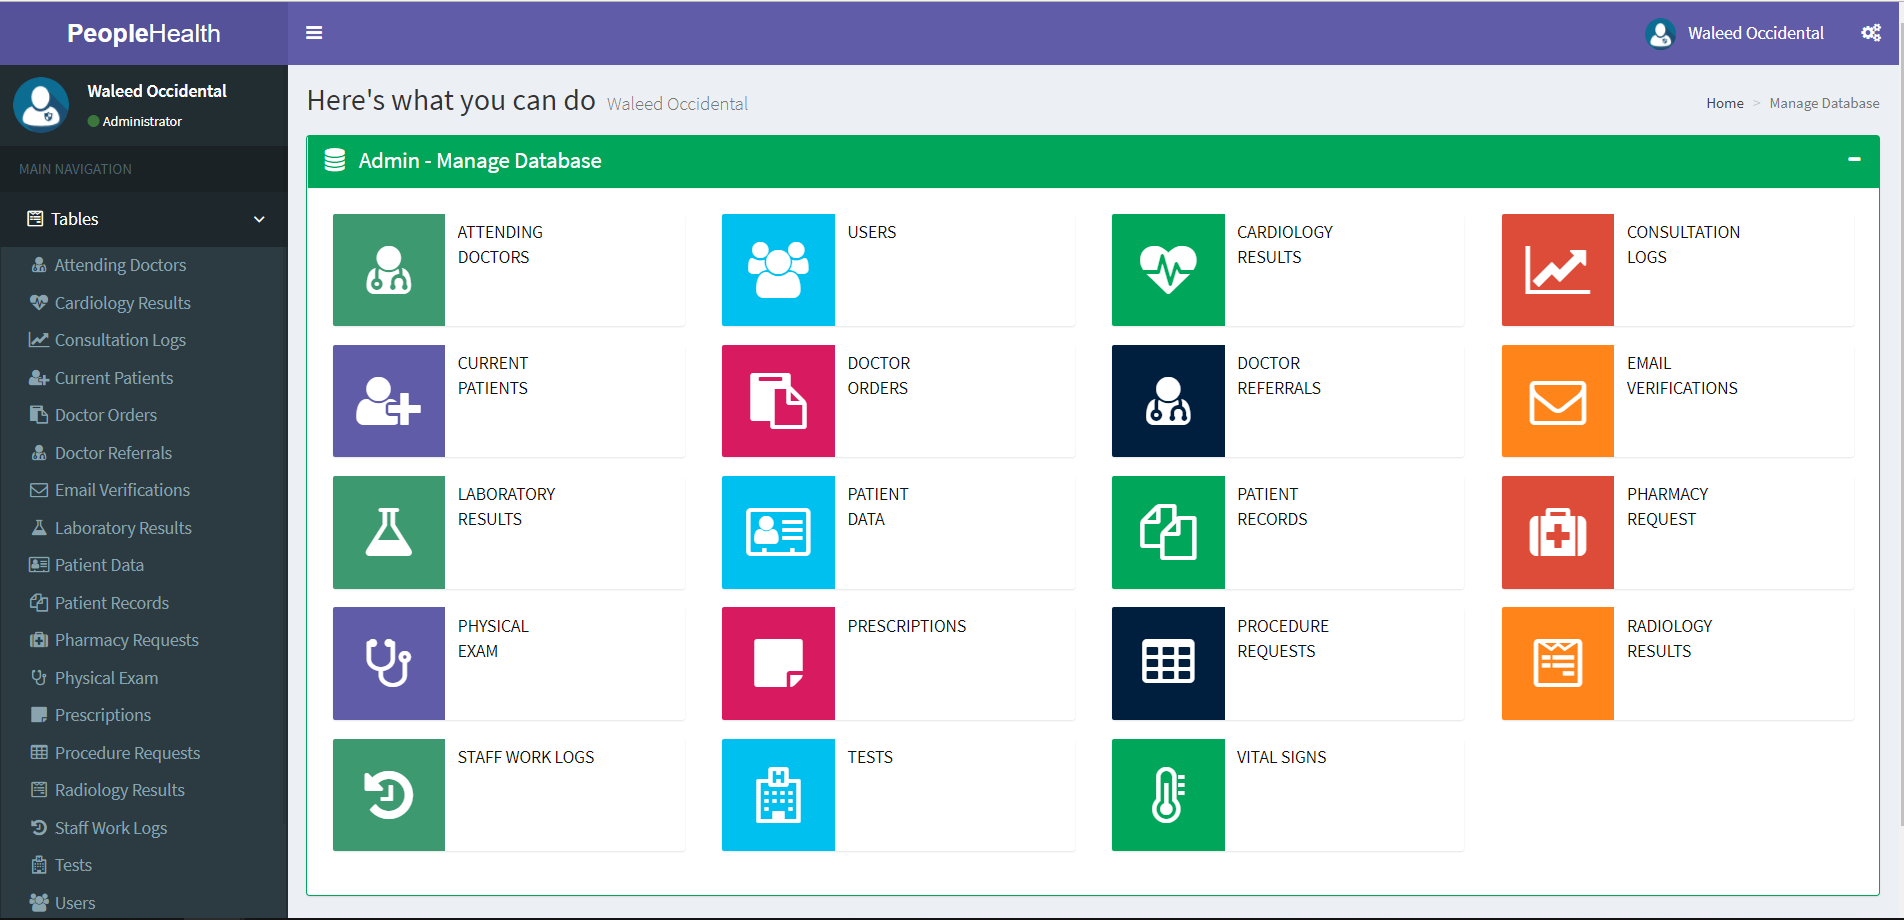 PeopleHealth
Waleed Occidental
Waleed Occidental
Administrator
MAIN NAVIGATION
Tables
Attending Doctors
Cardiology Results
Consultation Logs
Current Patients
Doctor Orders
Doctor Referrals
Email Verifications
Laboratory Results
Patient Data
Patient Records
Pharmacy Requests
Physical Exam
Prescriptions
Procedure Requests
Radiology Results
Staff Work Logs
Tests
Users
Here's what you can do Waleed Occidental
Home > Manage Database
Admin - Manage Database
ATTENDING
DOCTORS
USERS
CARDIOLOGY
RESULTS
CONSULTATION
LOGS
CURRENT
PATIENTS
DOCTOR
ORDERS
DOCTOR
REFERRALS
EMAIL
VERIFICATIONS
LABORATORY
RESULTS
PATIENT
DATA
PATIENT
RECORDS
PHARMACY
REQUEST
PHYSICAL
EXAM
PRESCRIPTIONS
PROCEDURE
REQUESTS
RADIOLOGY
RESULTS
STAFF WORK LOGS
TESTS
VITAL SIGNS